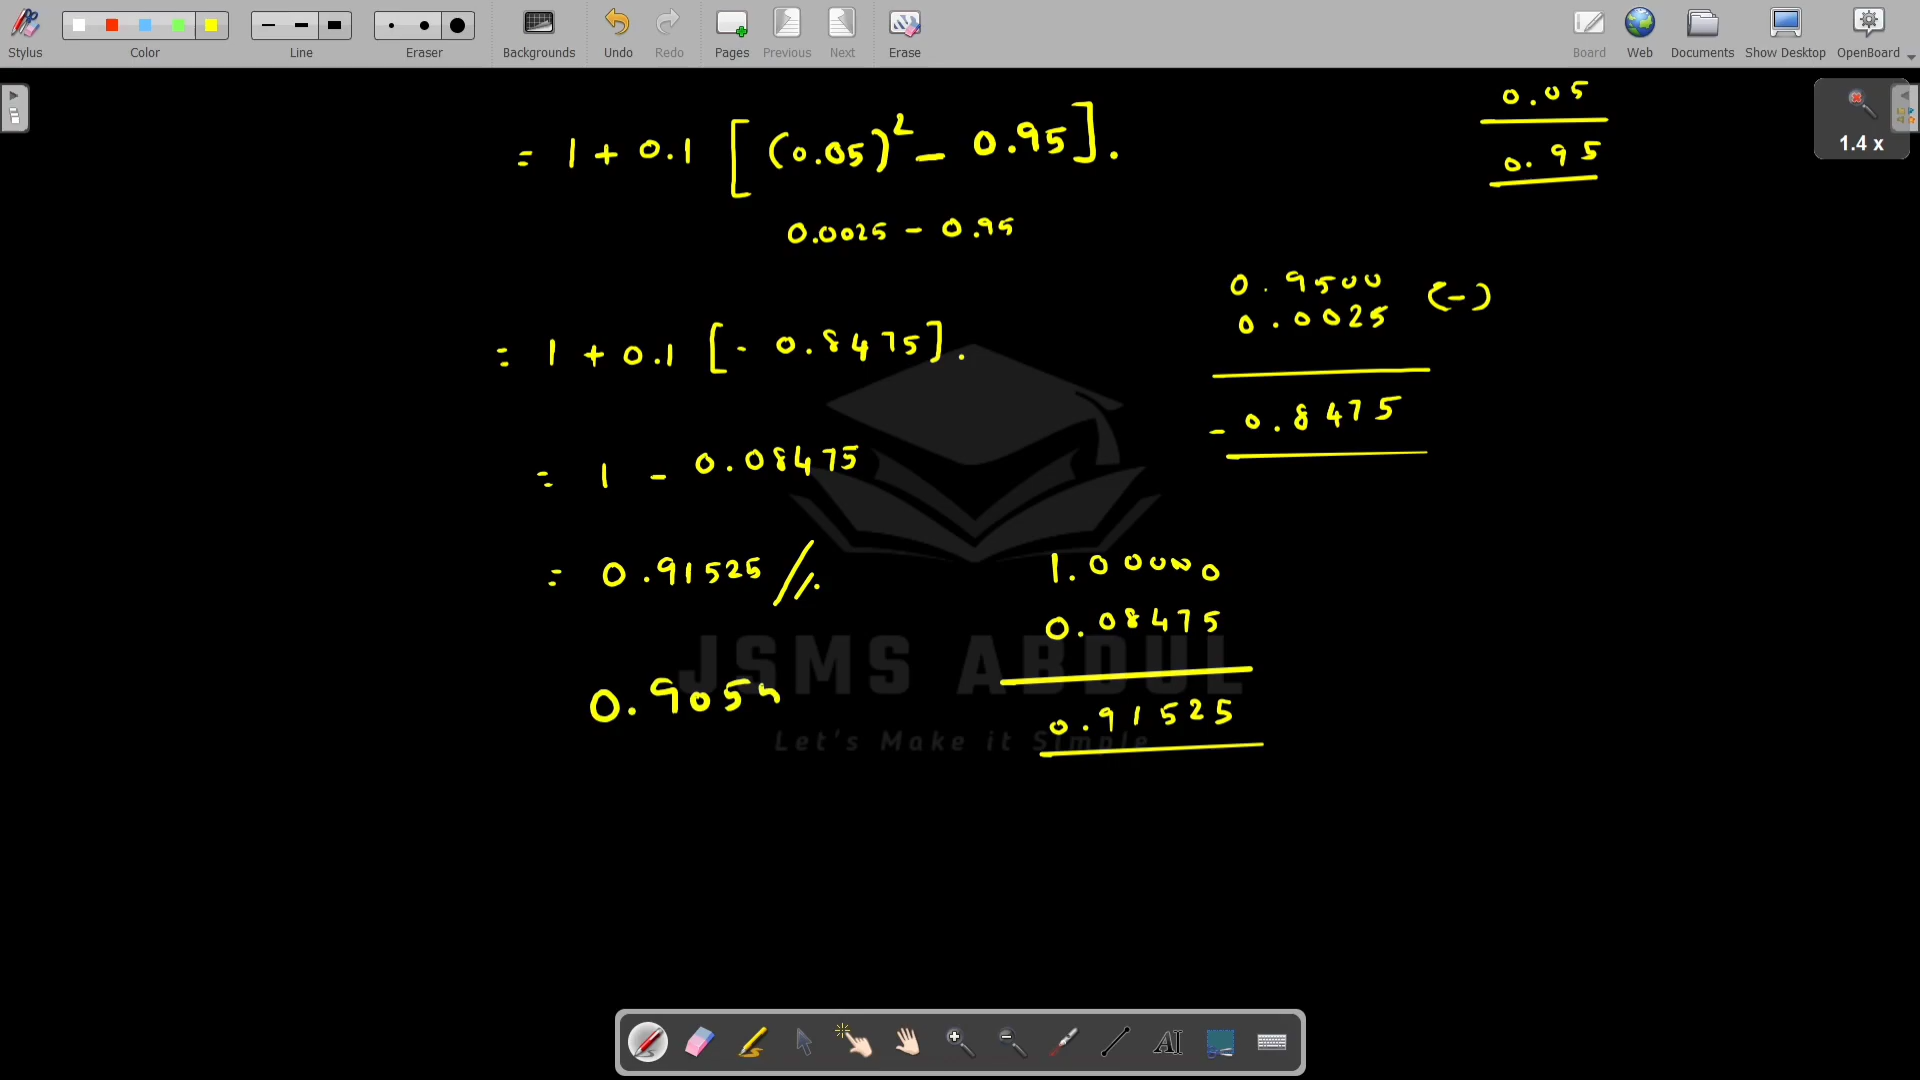 Stylus Color Line Eraser Backgrounds Undo Redo Pages Previous Next Erase Board Web Documents Show Desktop OpenBoard
1.4 x
= 1 + 0.1 [(0.05)² - 0.95].
0.0025 - 0.95
= 1 + 0.1 [- 0.8475].
= 1 - 0.08475
= 0.91525 //.
0.905
0.05
0.95
0.9500 (-)
0.0025
- 0.8475
1.00000
0.08475
0.91525
JSMS ABDUL
Let's Make it Simple
AI